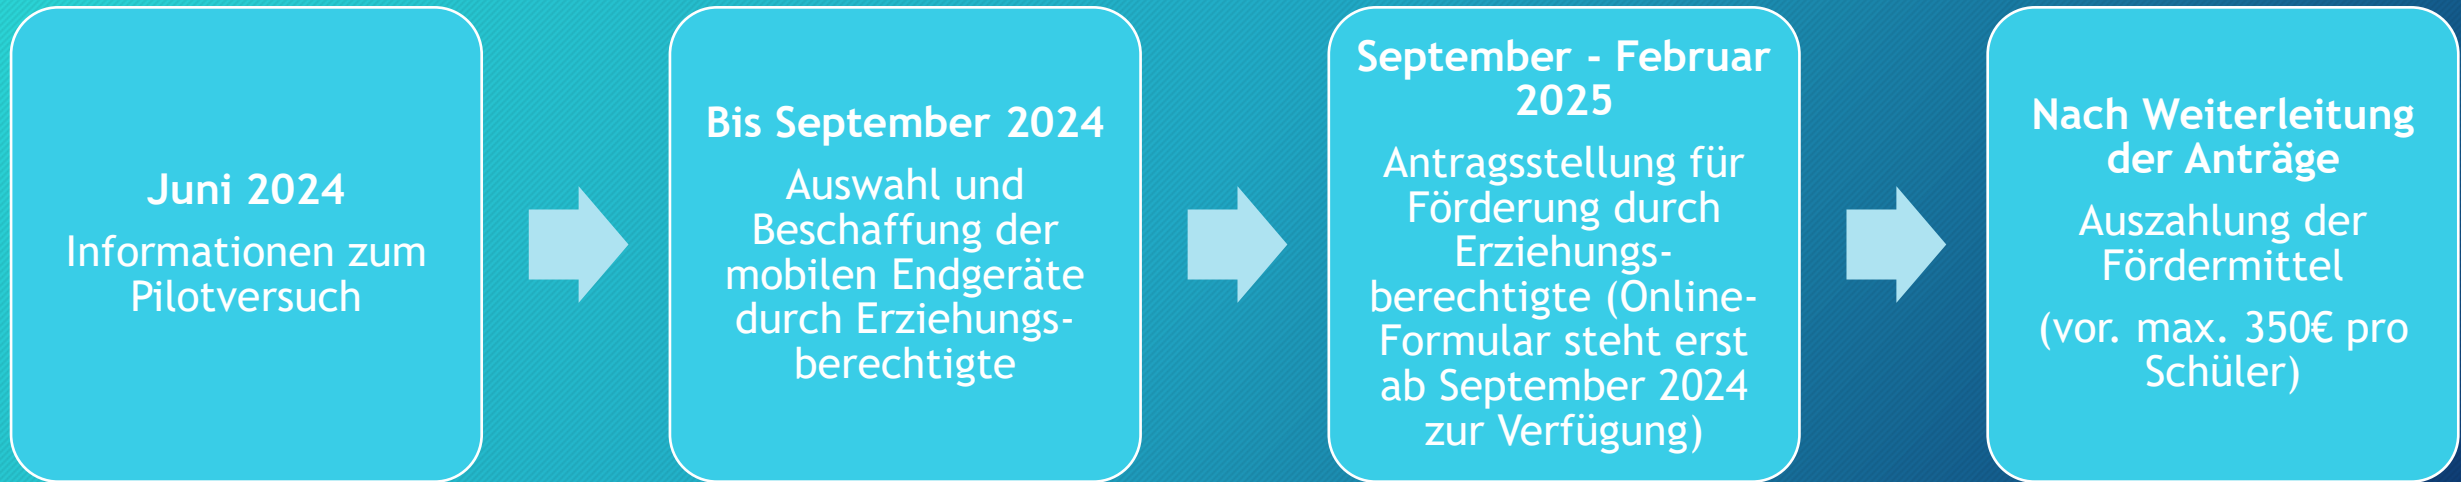 Juni 2024
Informationen zum
Pilotversuch
Bis September 2024
Auswahl und
Beschaffung der
mobilen Endgeräte
durch Erziehungs-
berechtigte
September - Februar
2025
Antragsstellung für
Förderung durch
Erziehungs-
berechtigte (Online-
Formular steht erst
ab September 2024
zur Verfügung)
Nach Weiterleitung
der Anträge
Auszahlung der
Fördermittel
(vor. max. 350€ pro
Schüler)